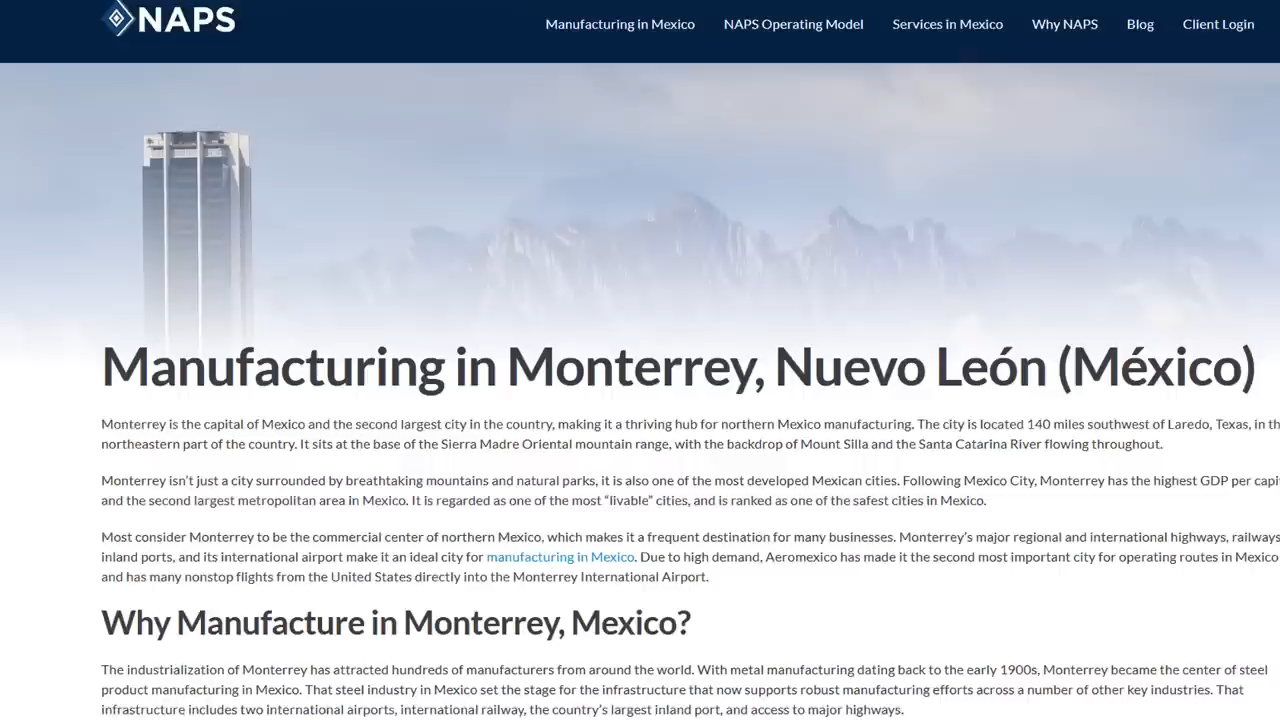 NAPS
Manufacturing in Mexico NAPS Operating Model Services in Mexico Why NAPS Blog Client Login
Manufacturing in Monterrey, Nuevo León (México)
Monterrey is the capital of Mexico and the second largest city in the country, making it a thriving hub for northern Mexico manufacturing. The city is located 140 miles southwest of Laredo, Texas, in
northeastern part of the country. It sits at the base of the Sierra Madre Oriental mountain range, with the backdrop of Mount Silla and the Santa Catarina River flowing throughout.
Monterrey isn't just a city surrounded by breathtaking mountains and natural parks, it is also one of the most developed Mexican cities. Following Mexico City, Monterrey has the highest GDP per
and the second largest metropolitan area in Mexico. It is regarded as one of the most “livable” cities, and is ranked as one of the safest cities in Mexico.
Most consider Monterrey to be the commercial center of northern Mexico, which makes it a frequent destination for many businesses. Monterrey's major regional and international highways, railways
inland ports, and its international airport make it an ideal city for manufacturing in Mexico. Due to high demand, Aeromexico has made it the second most important city for operating routes in Mexico
and has many nonstop flights from the United States directly into the Monterrey International Airport.
Why Manufacture in Monterrey, Mexico?
The industrialization of Monterrey has attracted hundreds of manufacturers from around the world. With metal manufacturing dating back to the early 1900s, Monterrey became the center of steel
product manufacturing in Mexico. That steel industry in Mexico set the stage for the infrastructure that now supports robust manufacturing efforts across a number of other key industries. That
infrastructure includes two international airports, international railway, the country's largest inland port, and access to major highways.